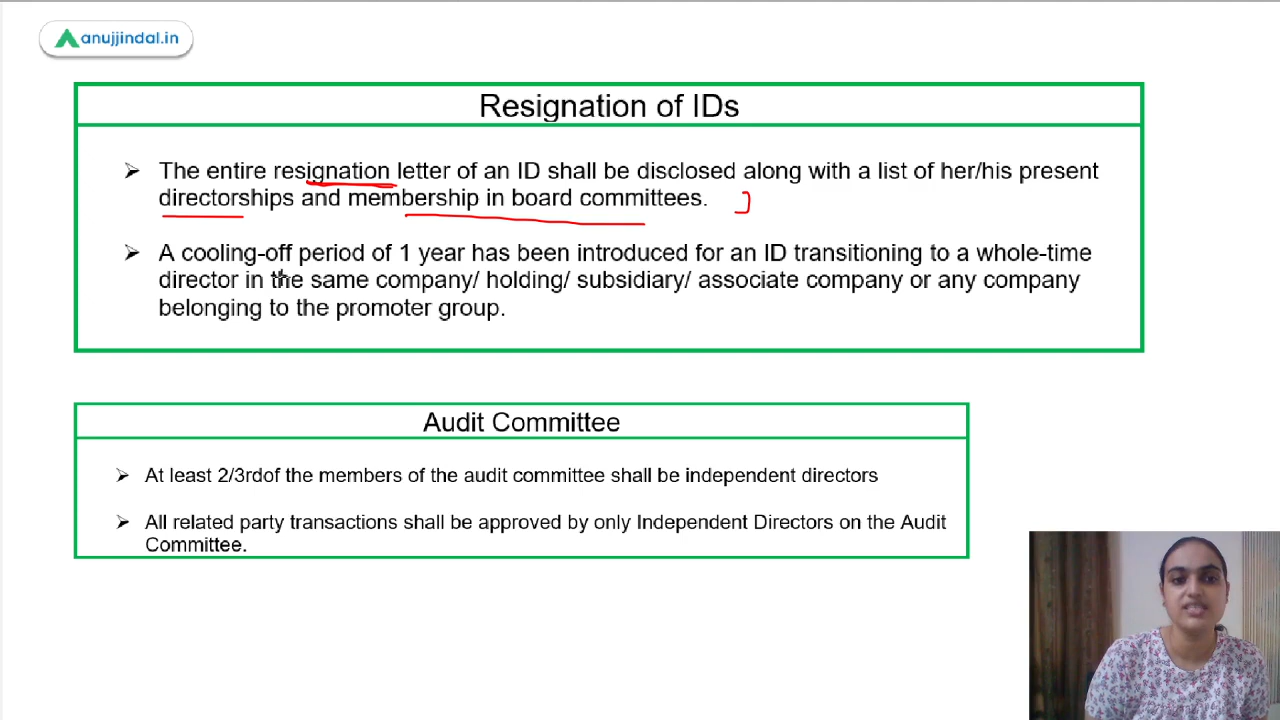 anujjindal.in
Resignation of IDs
The entire resignation letter of an ID shall be disclosed along with a list of her/his present
directorships and membership in board committees.
A cooling-off period of 1 year has been introduced for an ID transitioning to a whole-time
director in the same company/ holding/ subsidiary/ associate company or any company
belonging to the promoter group.
Audit Committee
At least 2/3rdof the members of the audit committee shall be independent directors
All related party transactions shall be approved by only Independent Directors on the Audit
Committee.